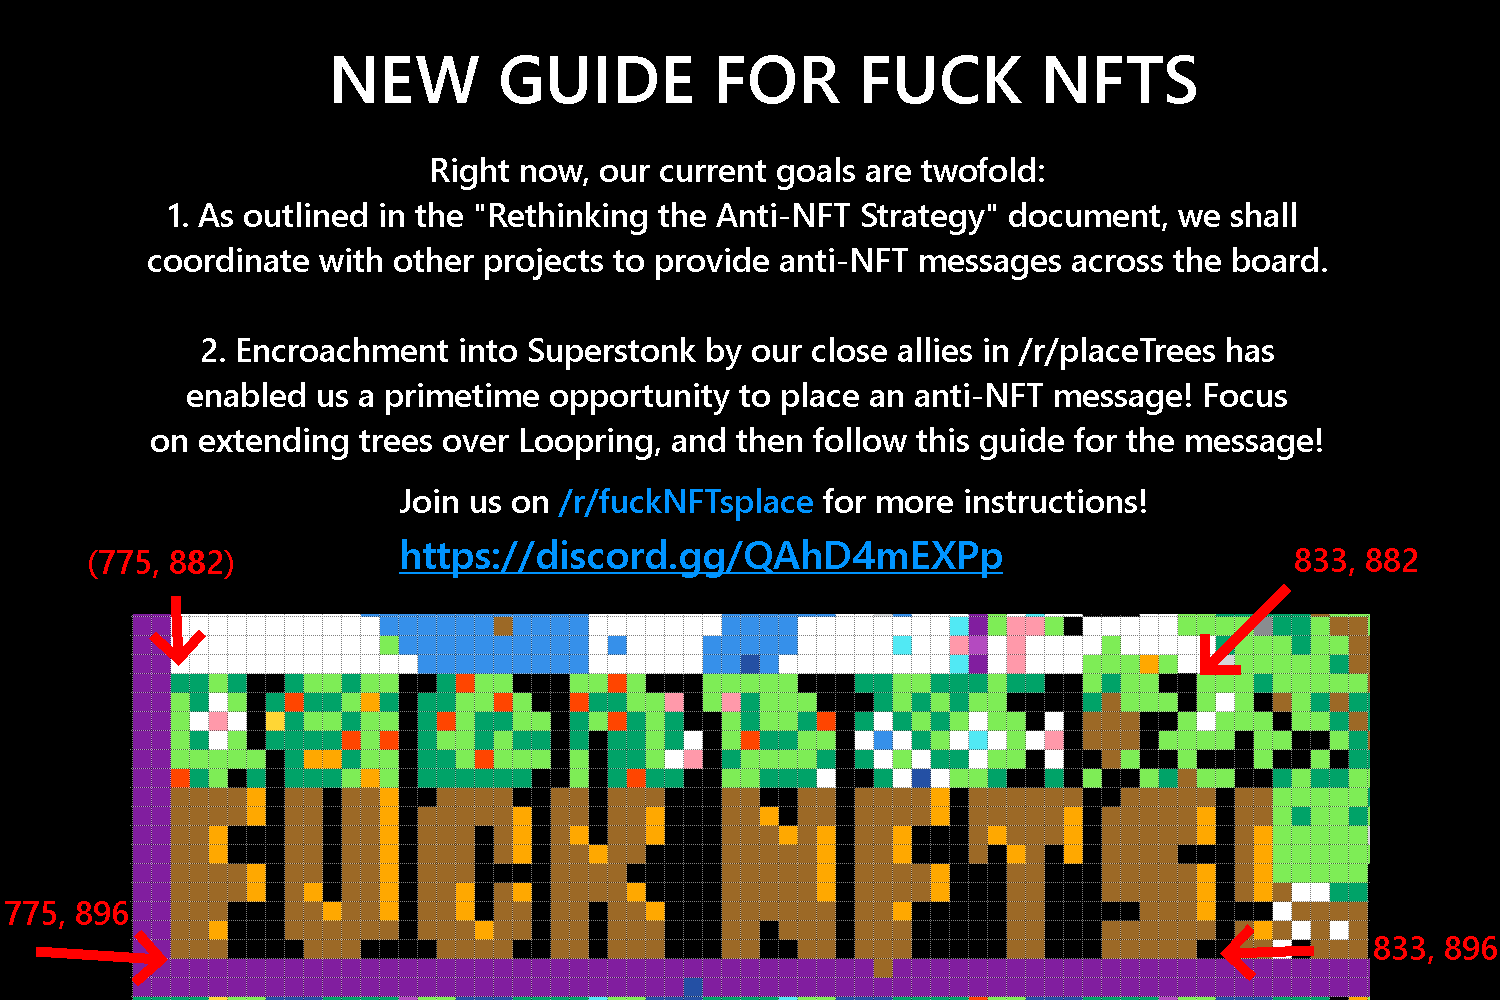 NEW GUIDE FOR FUCK NFTS
Right now, our current goals are twofold:
1. As outlined in the "Rethinking the Anti-NFT Strategy" document, we shall
coordinate with other projects to provide anti-NFT messages across the board.
2. Encroachment into Superstonk by our close allies in /r/placeTrees has
enabled us a primetime opportunity to place an anti-NFT message! Focus
on extending trees over Loopring, and then follow this guide for the message!
Join us on /r/fuckNFTsplace for more instructions!
https://discord.gg/QAhD4mEXPp
(775, 882)
833, 882
FUCK NFTS
775, 896
833, 896